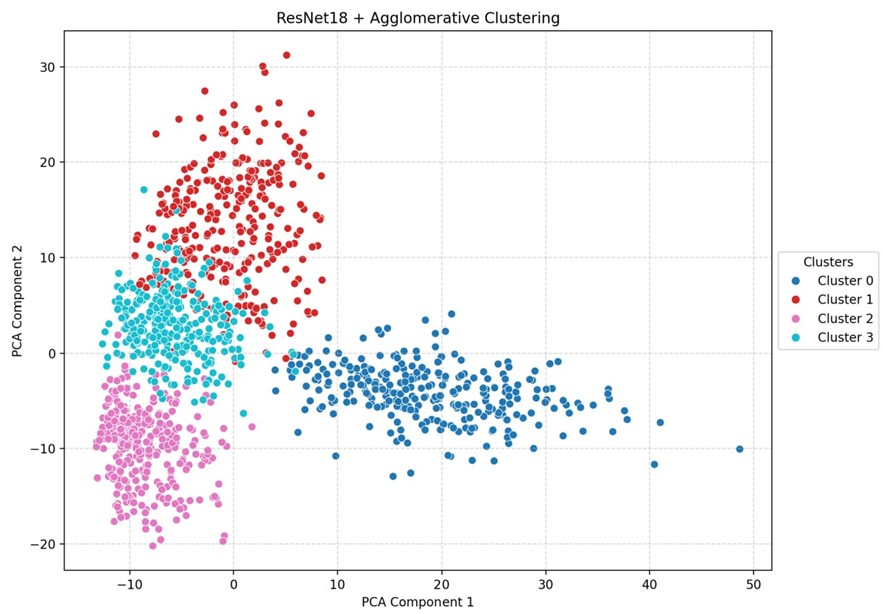 ResNet18 + Agglomerative Clustering
30
20
10
0
−10
−20
PCA Component 2
−10
0
10
20
30
40
50
PCA Component 1
Clusters
Cluster 0
Cluster 1
Cluster 2
Cluster 3